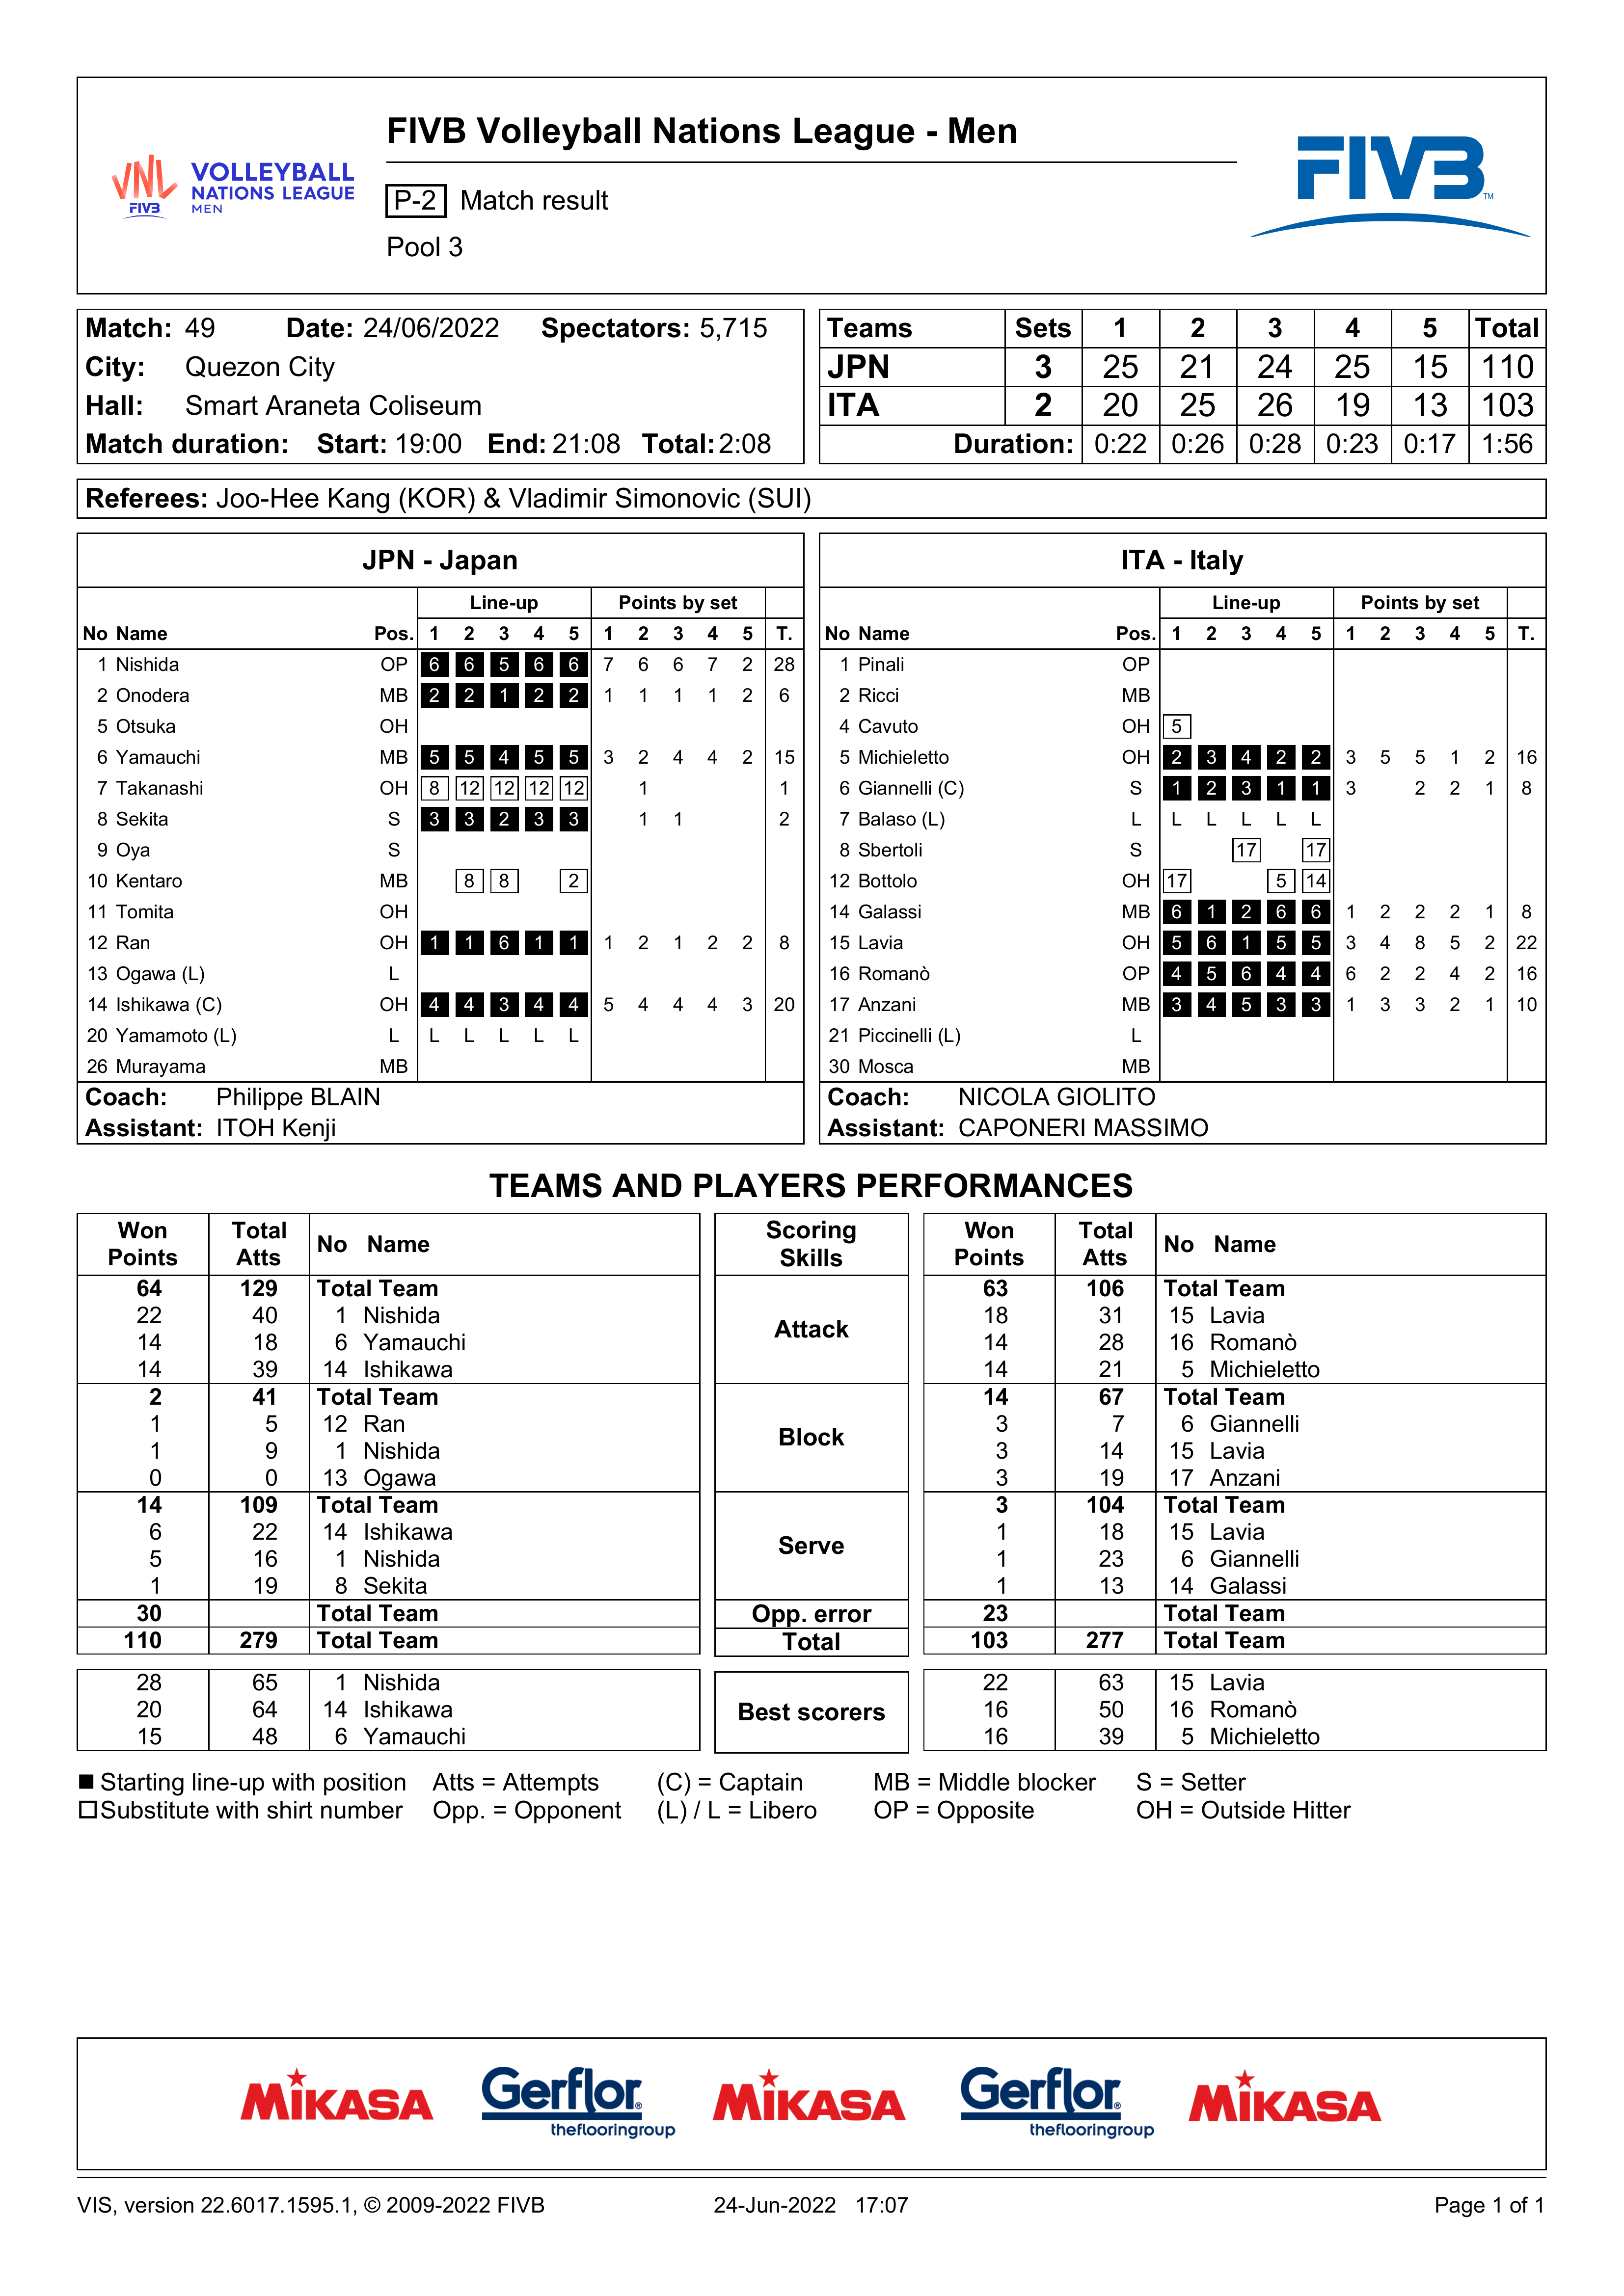 FIVB Volleyball Nations League - Men
VNL FIVB VOLLEYBALL NATIONS LEAGUE MEN
P-2 Match result
FIVB TM
Pool 3
Match: 49 Date: 24/06/2022 Spectators: 5,715
City: Quezon City
Hall: Smart Araneta Coliseum
Match duration: Start: 19:00 End: 21:08 Total: 2:08
Teams Sets 1 2 3 4 5 Total
JPN 3 25 21 24 25 15 110
ITA 2 20 25 26 19 13 103
Duration: 0:22 0:26 0:28 0:23 0:17 1:56
Referees: Joo-Hee Kang (KOR) & Vladimir Simonovic (SUI)
JPN - Japan
Line-up Points by set
No Name Pos. 1 2 3 4 5 1 2 3 4 5 T.
1 Nishida OP 6 6 5 6 6 7 6 6 7 2 28
2 Onodera MB 2 2 1 2 2 1 1 1 1 2 6
5 Otsuka OH
6 Yamauchi MB 5 5 4 5 5 3 2 4 4 2 15
7 Takanashi OH 8 12 12 12 12 1 1
8 Sekita S 3 3 2 3 3 1 1 2
9 Oya S
10 Kentaro MB 8 8 2
11 Tomita OH
12 Ran OH 1 1 6 1 1 1 2 1 2 2 8
13 Ogawa (L) L
14 Ishikawa (C) OH 4 4 3 4 4 5 4 4 4 3 20
20 Yamamoto (L) L L L L L L
26 Murayama MB
Coach: Philippe BLAIN
Assistant: ITOH Kenji
ITA - Italy
Line-up Points by set
No Name Pos. 1 2 3 4 5 1 2 3 4 5 T.
1 Pinali OP
2 Ricci MB
4 Cavuto OH 5
5 Michieletto OH 2 3 4 2 2 3 5 5 1 2 16
6 Giannelli (C) S 1 2 3 1 1 3 2 2 1 8
7 Balaso (L) L L L L L L
8 Sbertoli S 17 17
12 Bottolo OH 17 5 14
14 Galassi MB 6 1 2 6 6 1 2 2 2 1 8
15 Lavia OH 5 6 1 5 5 3 4 8 5 2 22
16 Romanò OP 4 5 6 4 4 6 2 2 4 2 16
17 Anzani MB 3 4 5 3 3 1 3 3 2 1 10
21 Piccinelli (L) L
30 Mosca MB
Coach: NICOLA GIOLITO
Assistant: CAPONERI MASSIMO
TEAMS AND PLAYERS PERFORMANCES
Won Points Total Atts No Name Scoring Skills Won Points Total Atts No Name
64 129 Total Team Attack 63 106 Total Team
22 40 1 Nishida 18 31 15 Lavia
14 18 6 Yamauchi 14 28 16 Romanò
14 39 14 Ishikawa 14 21 5 Michieletto
2 41 Total Team Block 14 67 Total Team
1 5 12 Ran 3 7 6 Giannelli
1 9 1 Nishida 3 14 15 Lavia
0 0 13 Ogawa 3 19 17 Anzani
14 109 Total Team Serve 3 104 Total Team
6 22 14 Ishikawa 1 18 15 Lavia
5 16 1 Nishida 1 23 6 Giannelli
1 19 8 Sekita 1 13 14 Galassi
30 Total Team Opp. error 23 Total Team
110 279 Total Team Total 103 277 Total Team
28 65 1 Nishida Best scorers 22 63 15 Lavia
20 64 14 Ishikawa 16 50 16 Romanò
15 48 6 Yamauchi 16 39 5 Michieletto
Starting line-up with position Atts = Attempts (C) = Captain MB = Middle blocker S = Setter
Substitute with shirt number Opp. = Opponent (L) / L = Libero OP = Opposite OH = Outside Hitter
MIKASA Gerflor® theflooringgroup MIKASA Gerflor® theflooringgroup MIKASA
VIS, version 22.6017.1595.1, © 2009-2022 FIVB 24-Jun-2022 17:07 Page 1 of 1